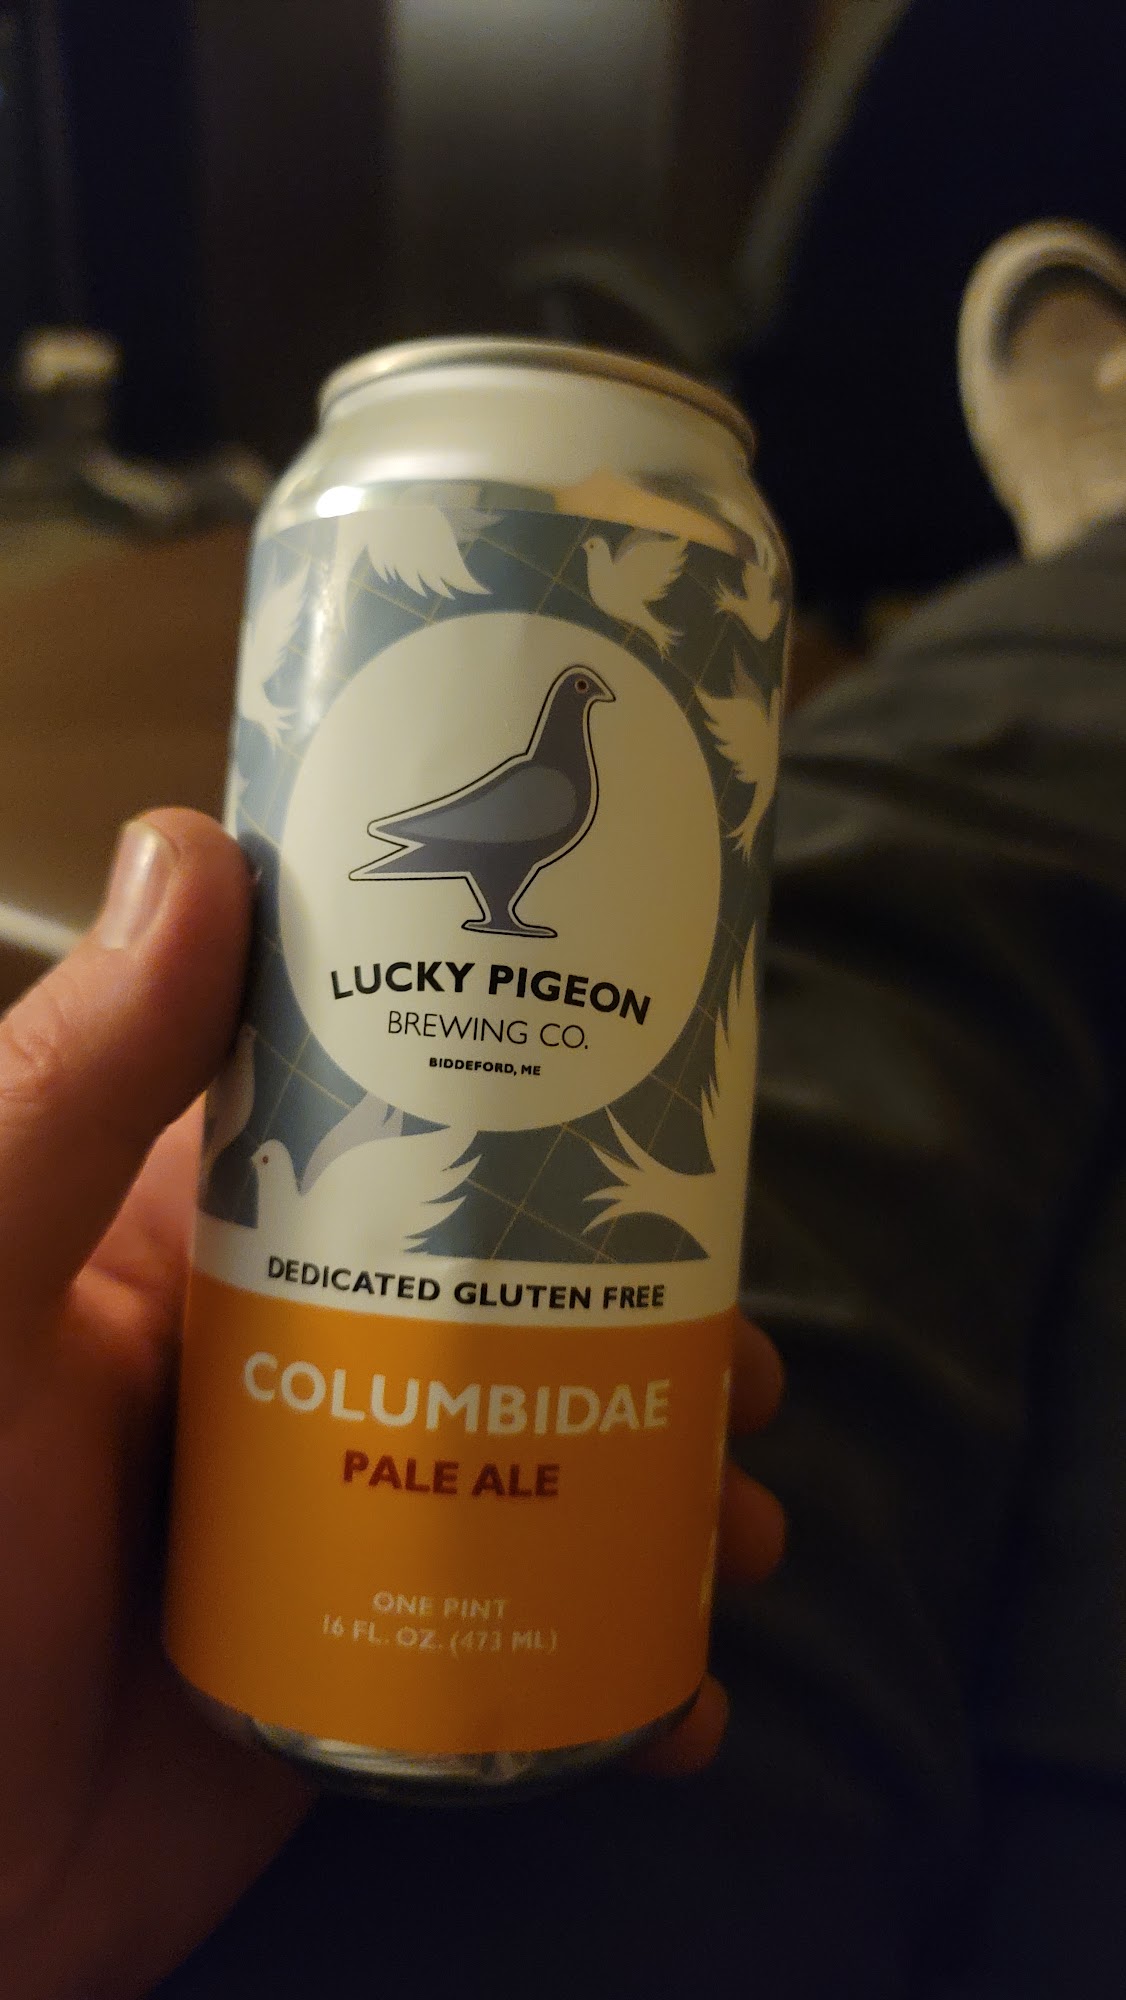 LUCKY PIGEON
BREWING CO.
BIDDEFORD, ME
DEDICATED GLUTEN FREE
COLUMBIDAE
PALE ALE
ONE PINT
16 FL. OZ. (473 ML)